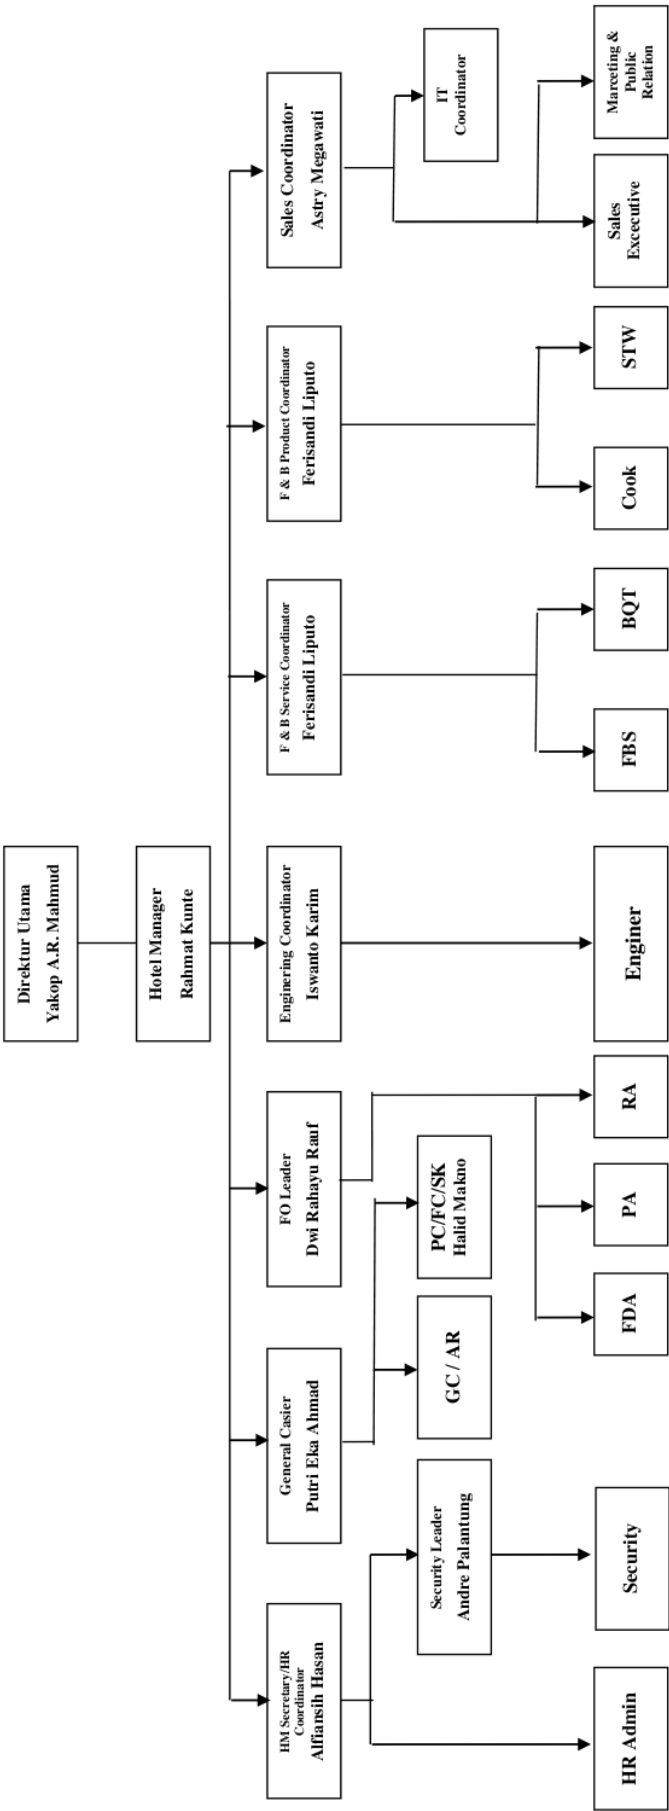 Direktur Utama
Yakop A.R. Mahmud
Hotel Manager
Rahmat Kunte
HM Secretary/HR
Coordinator
Alfiansih Hasan
General Casier
Putri Eka Ahmad
FO Leader
Dwi Rahayu Rauf
Enginering Coordinator
Iswanto Karim
F & B Service Coordinator
Ferisandi Liputo
F & B Product Coordinator
Ferisandi Liputo
Sales Coordinator
Astry Megawati
Security Leader
Andre Palantung
GC / AR
PC/FC/SK
Halid Makno
IT
Coordinator
HR Admin
Security
FDA
PA
RA
Enginer
FBS
BQT
Cook
STW
Sales
Excecutive
Marceting &
Public
Relation